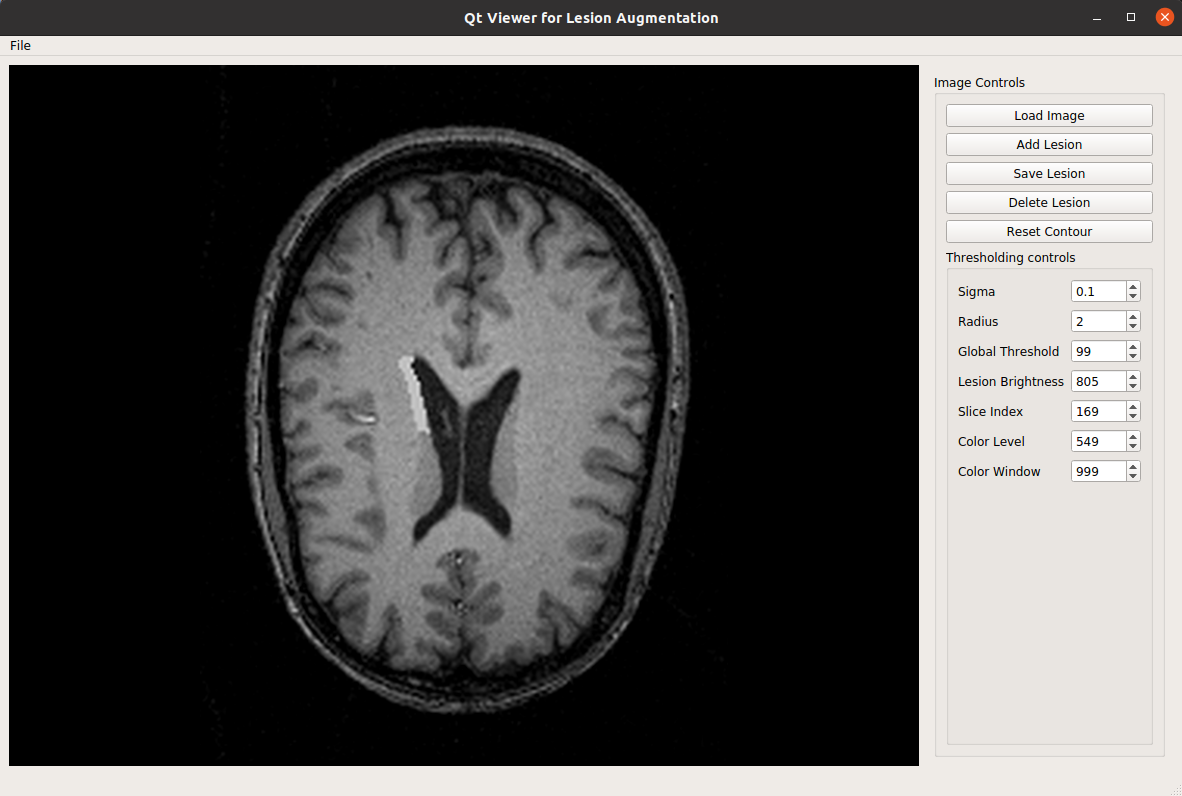 Qt Viewer for Lesion Augmentation
File
Image Controls
Load Image
Add Lesion
Save Lesion
Delete Lesion
Reset Contour
Thresholding controls
Sigma 0.1
Radius 2
Global Threshold 99
Lesion Brightness 805
Slice Index 169
Color Level 549
Color Window 999